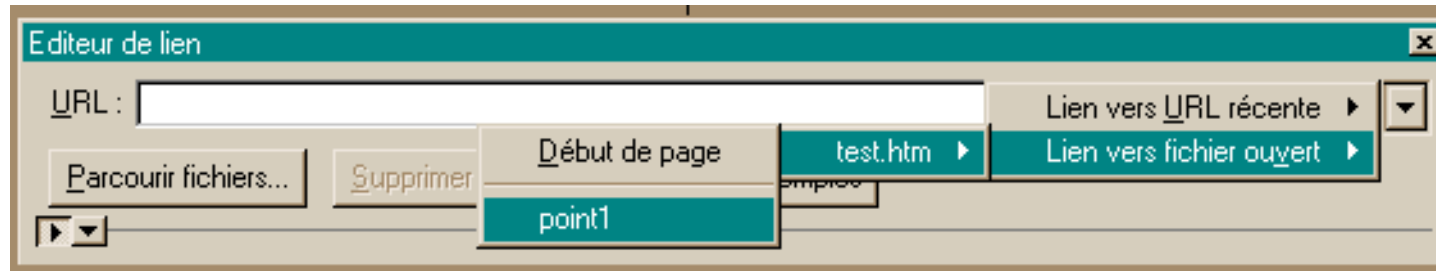 Editeur de lien
URL :
Lien vers URL récente
Début de page
test.htm
Lien vers fichier ouvert
Parcourir fichiers...
Supprimer
point1